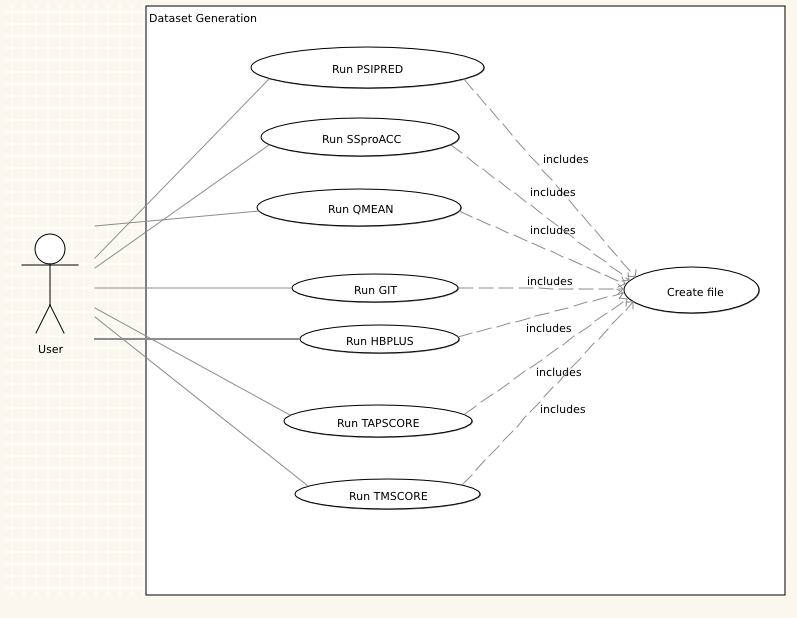 Dataset Generation
Run PSIPRED
Run SSproACC
Run QMEAN
Run GIT
Run HBPLUS
Run TAPSCORE
Run TMSCORE
includes
includes
includes
includes
includes
includes
includes
Create file
User